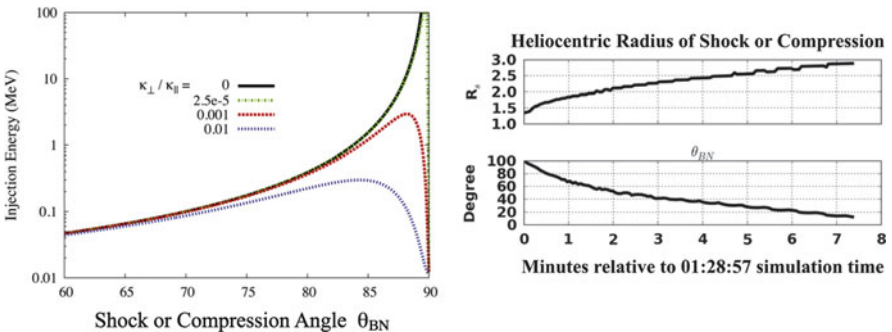 100
10
1
0.1
0.01
Injection Energy (MeV)
κ⊥ / κ∥ = 0
2.5e-5
0.001
0.01
60 65 70 75 80 85 90
Shock or Compression Angle θBN
Heliocentric Radius of Shock or Compression
3.0
2.5
2.0
1.5
1.0
Rs
θBN
100
80
60
40
20
0
Degree
0 1 2 3 4 5 6 7 8
Minutes relative to 01:28:57 simulation time